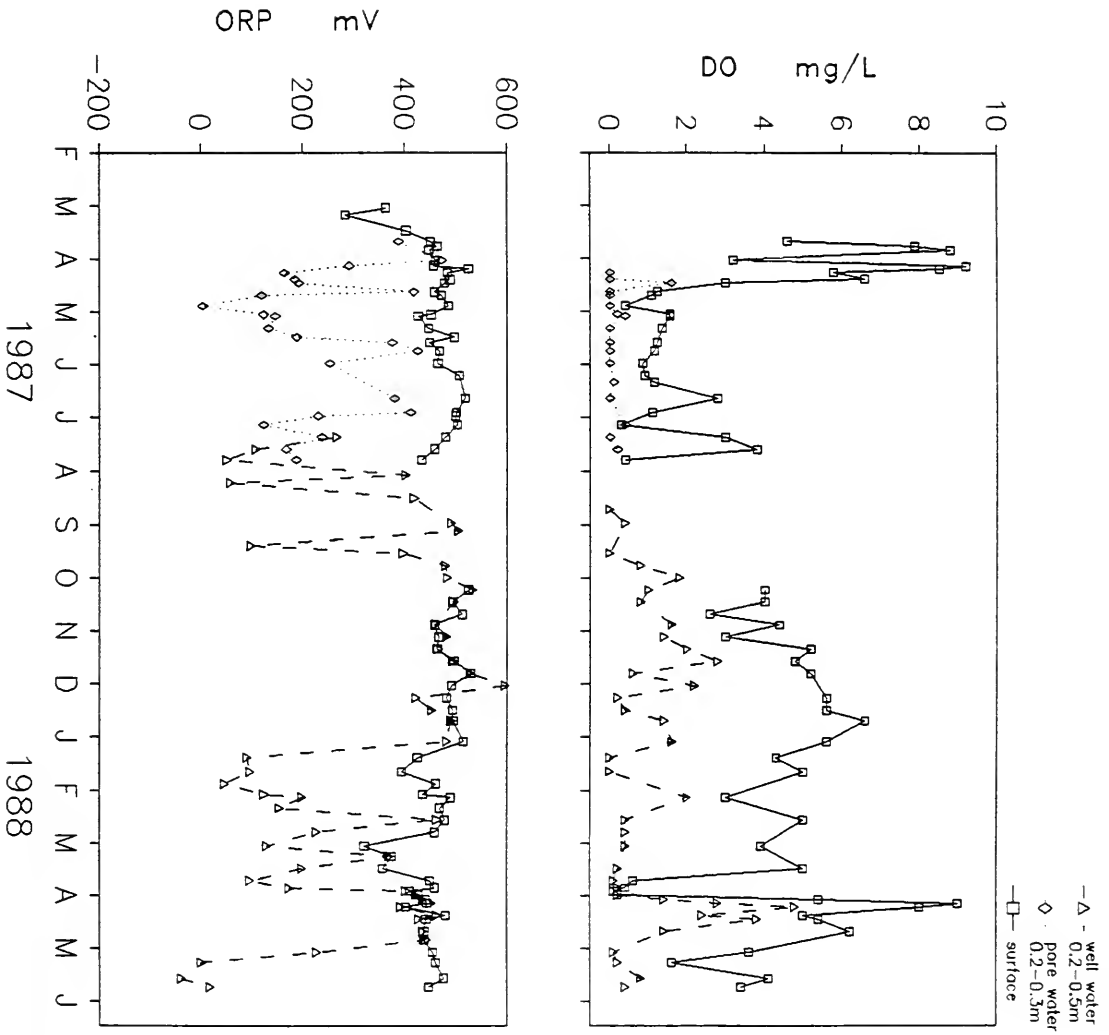 ORP mV
-200
0
200
400
600
DO mg/L
0
2
4
6
8
10
F
M
A
M
J
J
A
S
O
N
D
J
F
M
A
M
J
1987
1988
well water
0.2-0.5m
pore water
0.2-0.3m
surface